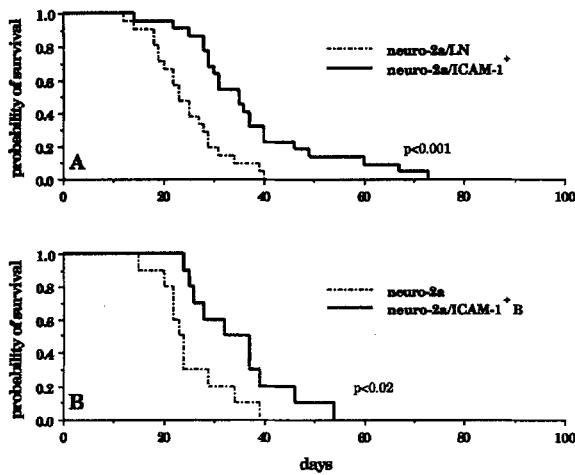 probability of survival
1.0
0.8
0.6
0.4
0.2
0.0
A
neuro-2a/LN
neuro-2a/ICAM-1+
p<0.001
0 20 40 60 80 100
probability of survival
1.0
0.8
0.6
0.4
0.2
0.0
B
neuro-2a
neuro-2a/ICAM-1+ B
p<0.02
0 20 40 60 80 100
days